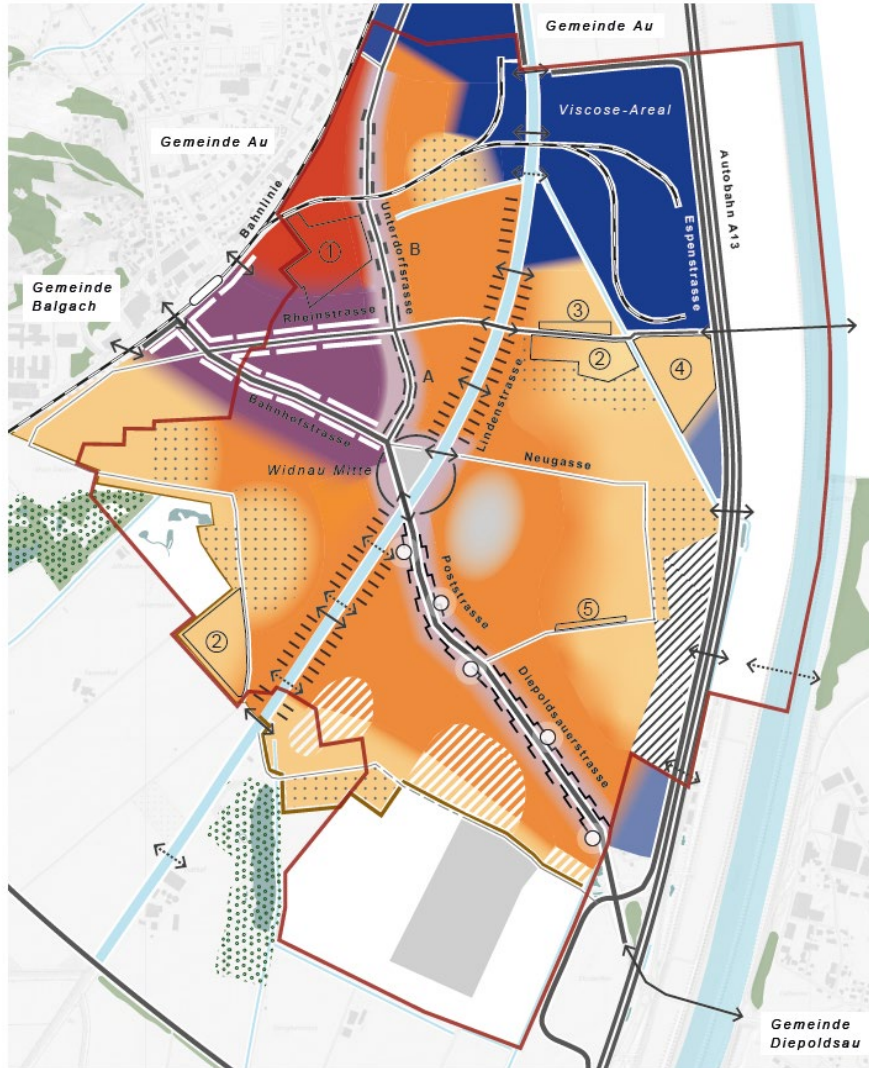 Gemeinde Au
Viscose-Areal
Gemeinde Au
Autobahn A13
Espenstrasse
Bahnlinie
Unterdorfsrasse
①
B
Gemeinde
Balgach
Rheinstrasse
③
②
④
A
Lindenstrasse
Bahnhofstrasse
Neugasse
Widnau Mitte
Poststrasse
⑤
②
Diepoldsauerstrasse
Gemeinde
Diepoldsau